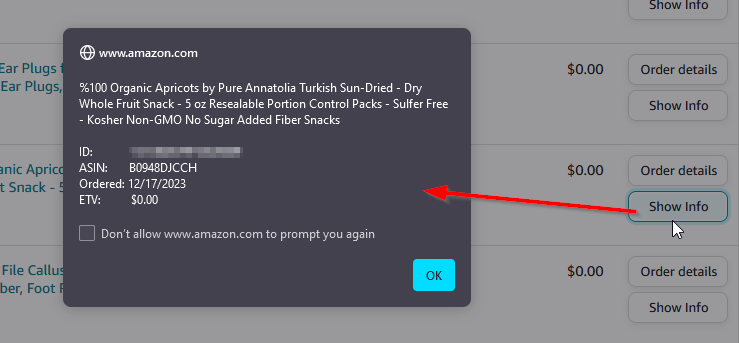 Show Info
www.amazon.com
Ear Plugs f
Ear Plugs,
$0.00
Order details
Show Info
%100 Organic Apricots by Pure Annatolia Turkish Sun-Dried - Dry
Whole Fruit Snack - 5 oz Resealable Portion Control Packs - Sulfer Free
- Kosher Non-GMO No Sugar Added Fiber Snacks
ID:
ASIN: B0948DJCCH
Ordered: 12/17/2023
ETV: $0.00
anic Aprico
t Snack - 5
$0.00
Order details
Show Info
Don't allow www.amazon.com to prompt you again
OK
File Callus
ber, Foot F
$0.00
Order details
Show Info